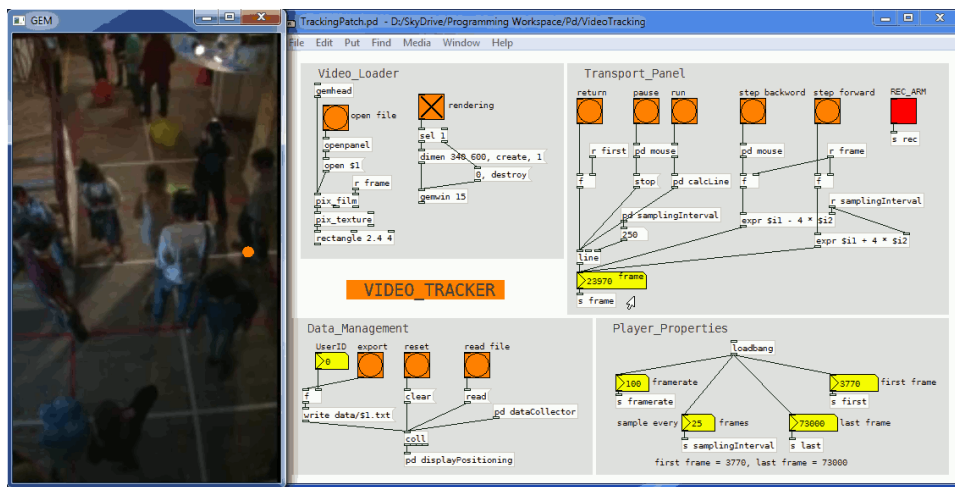 GEM
TrackingPatch.pd - D:/SkyDrive/Programming Workspace/Pd/VideoTracking
File Edit Put Find Media Window Help
Video_Loader
gemhead
open file
rendering
openpanel
sel 1
open $1
dimen 340 600, create, 1
r frame
0, destroy
pix_film
gemwin 15
pix_texture
rectangle 2.4 4
Transport_Panel
return pause run step backword step forward REC_ARM
s rec
r first pd mouse pd mouse r frame
f stop pd calcLine f f
r samplingInterval
pd samplingInterval
expr $i1 - 4 * $i2
250
expr $i1 + 4 * $i2
line
23970 frame
s frame
VIDEO_TRACKER
Data_Management
UserID export reset read file
0
f clear read
write data/$1.txt
pd dataCollector
coll
pd displayPositioning
Player_Properties
loadbang
100 framerate
3770 first frame
s framerate
s first
sample every 25 frames
73000 last frame
s samplingInterval
s last
first frame = 3770, last frame = 73000